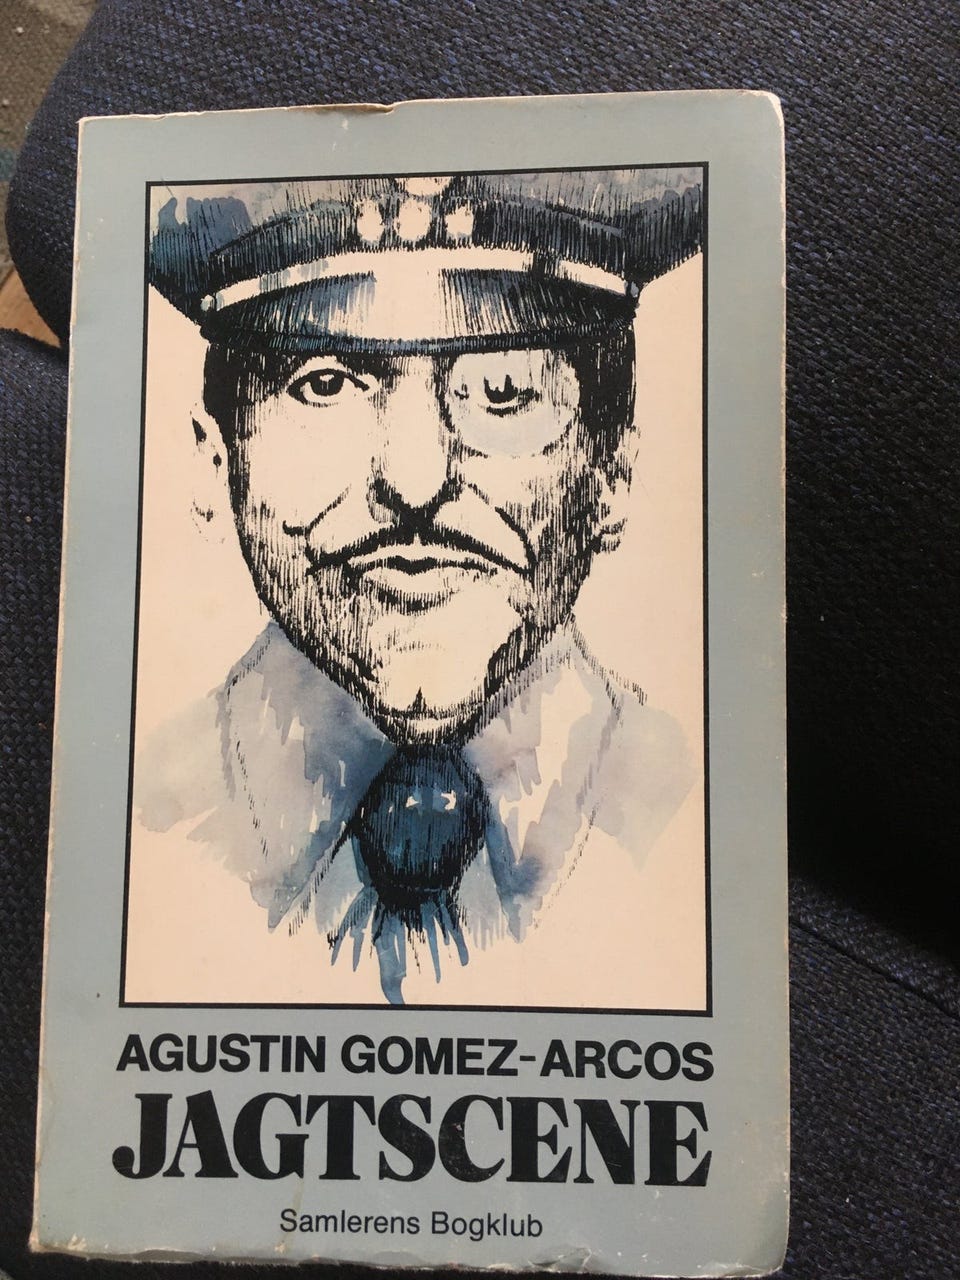 AGUSTIN GOMEZ-ARCOS
JAGTSCENE
Samlerens Bogklub